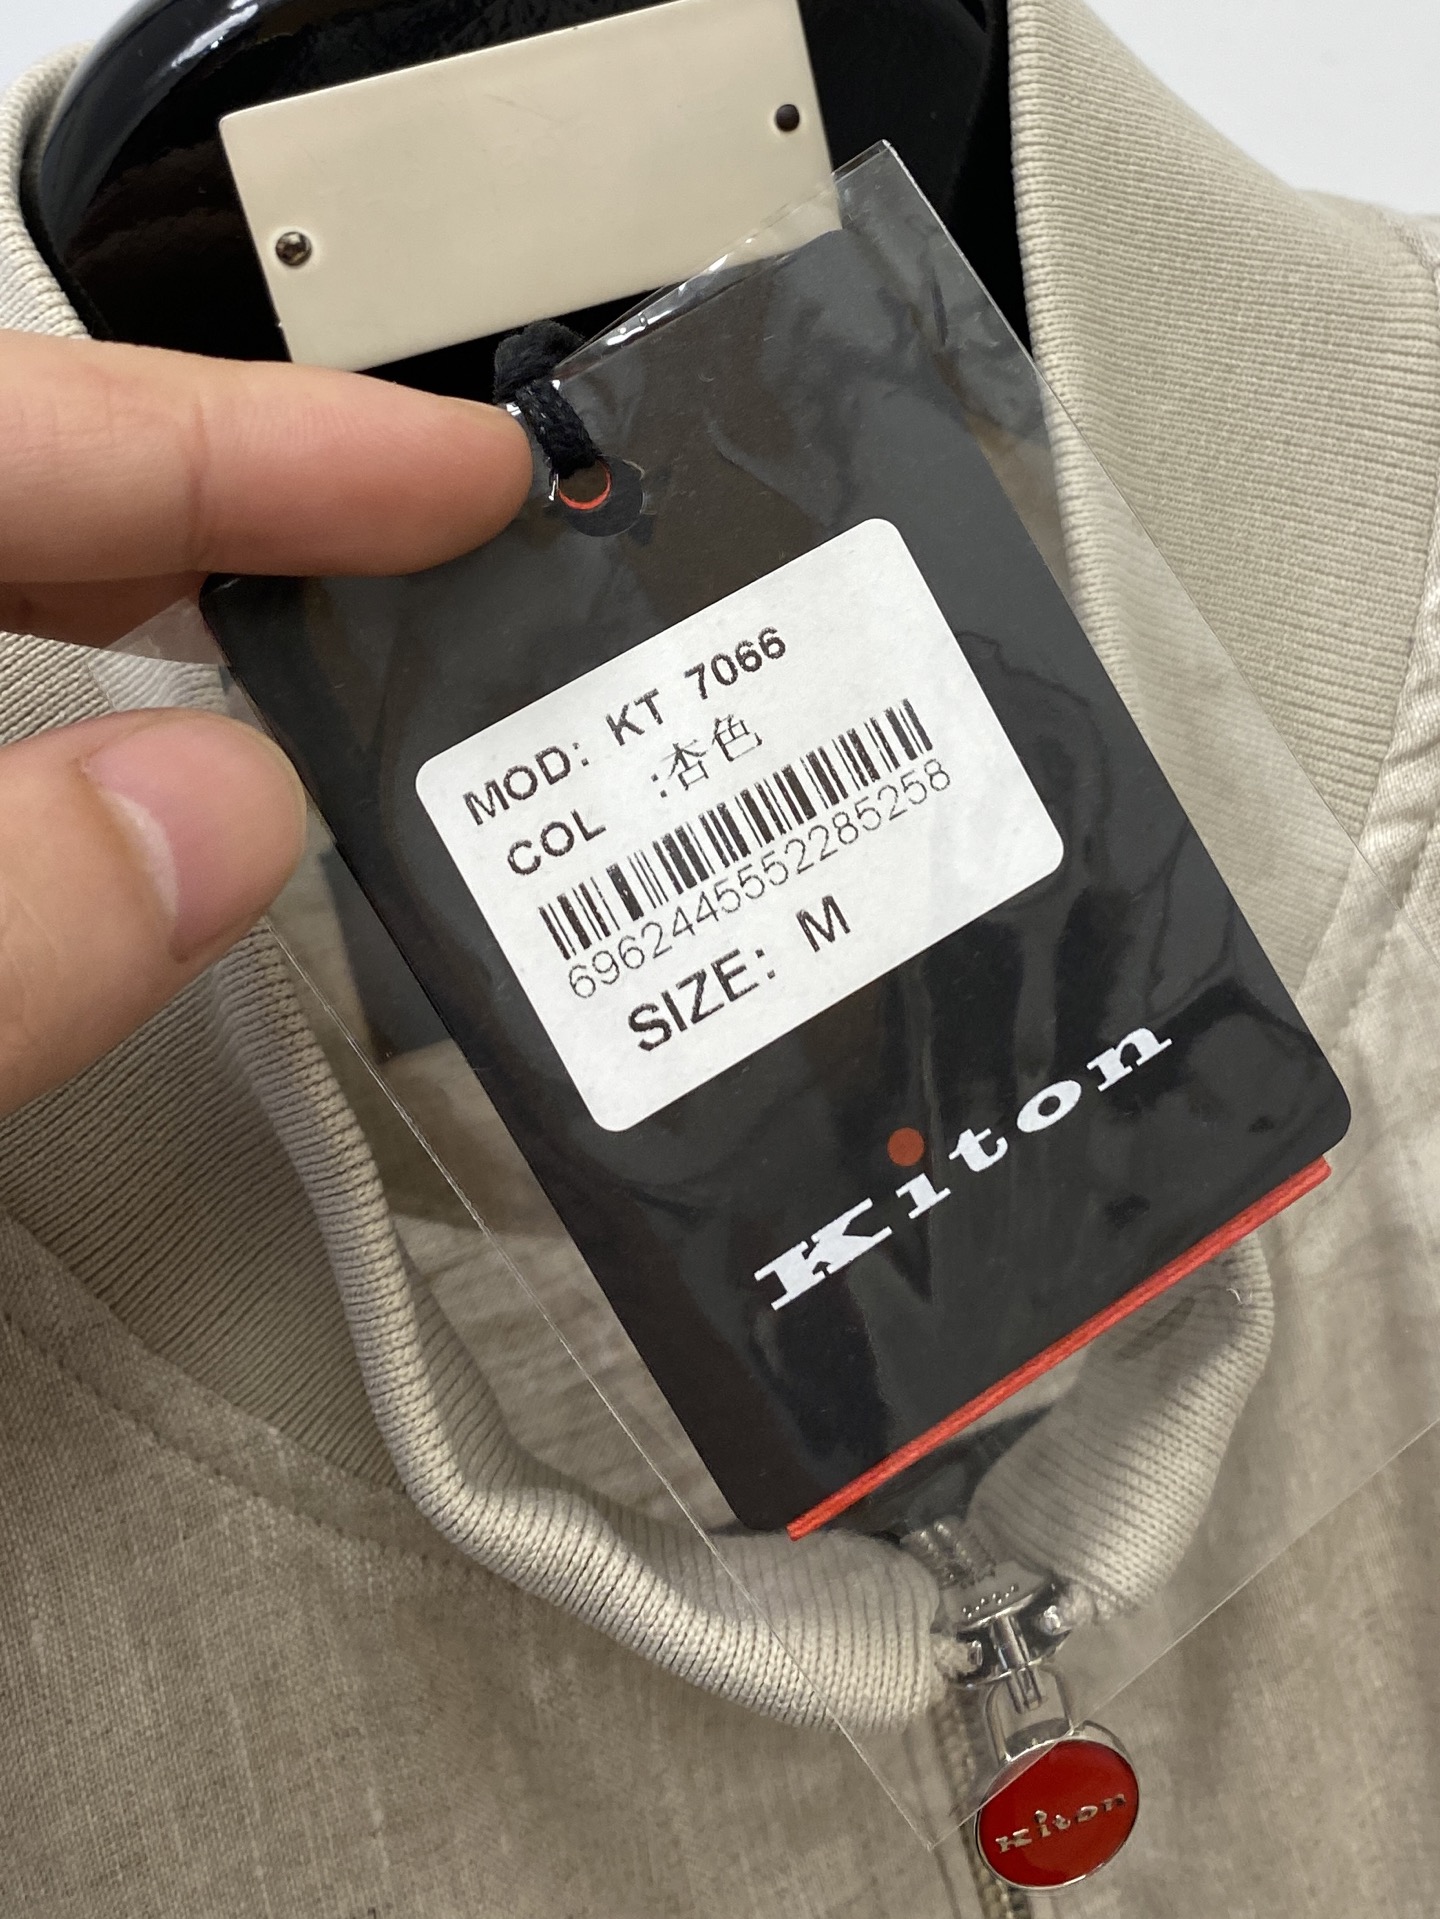 MOD: KT 7066
COL :杏色
6962445552285258
SIZE: M
Kiton
Kiton